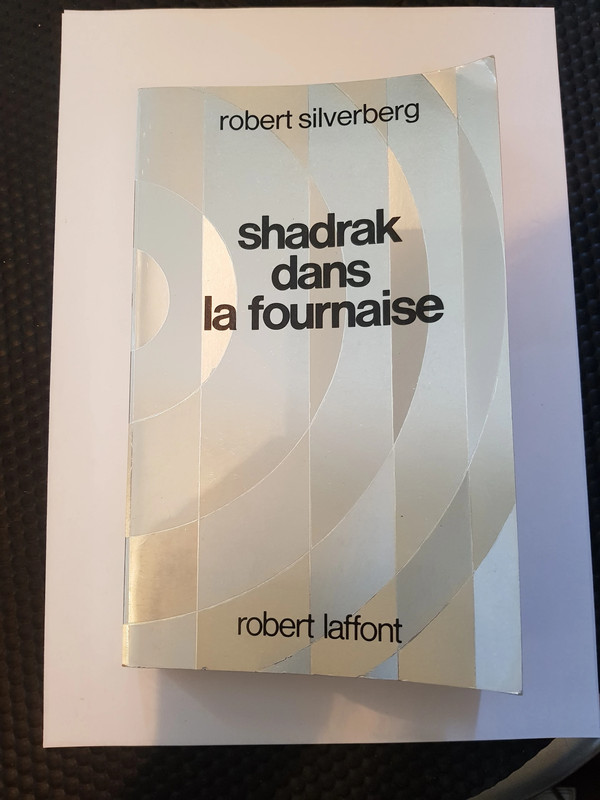 robert silverberg
shadrak
dans
la fournaise
robert laffont